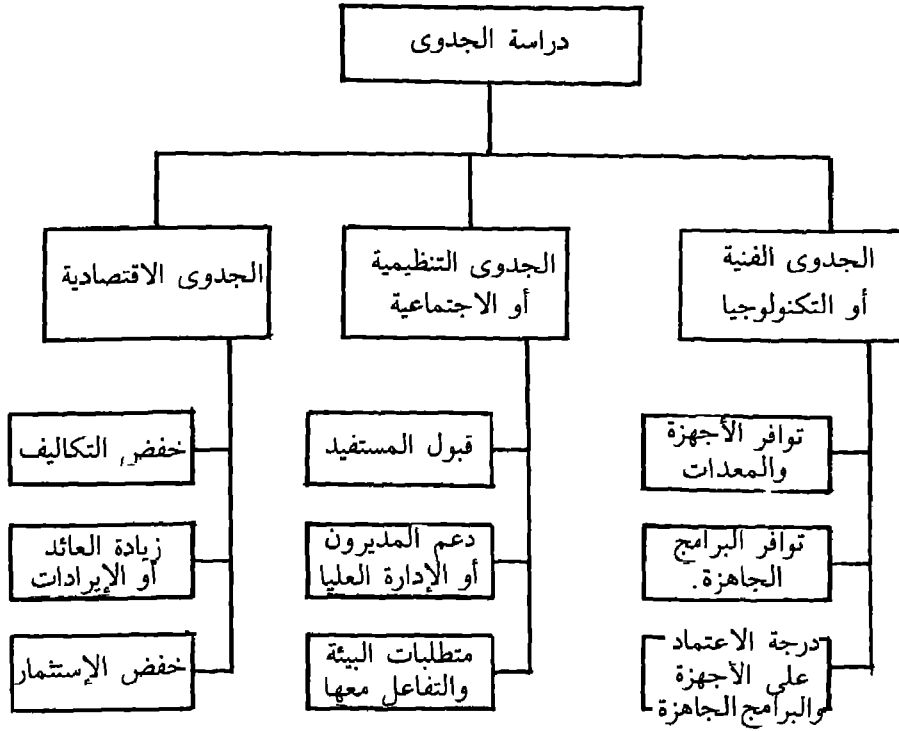 دراسة الجدوى
الجدوى الفنية
أو التكنولوجيا
توافر الأجهزة
والمعدات
توافر البرامج
الجاهزة.
درجة الاعتماد
على الأجهزة
والبرامج الجاهزة
الجدوى التنظيمية
أو الاجتماعية
قبول المستفيد
دعم المديرون
أو الإدارة العليا
متطلبات البيئة
والتفاعل معها
الجدوى الاقتصادية
خفض التكاليف
زيادة العائد
أو الإيرادات
خفض الإستثمار